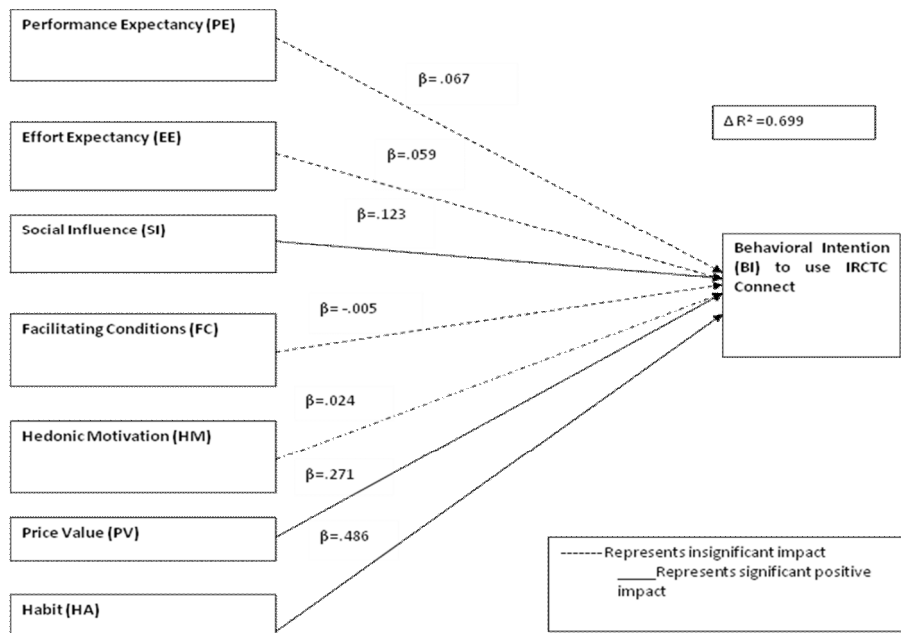 Performance Expectancy (PE)
β= .067
Δ R² =0.699
Effort Expectancy (EE)
β=.059
Social Influence (SI)
β=.123
Behavioral Intention
(BI) to use IRCTC
Connect
Facilitating Conditions (FC)
β= -.005
Hedonic Motivation (HM)
β=.024
β=.271
Price Value (PV)
β=.486
-------Represents insignificant impact
____Represents significant positive
impact
Habit (HA)